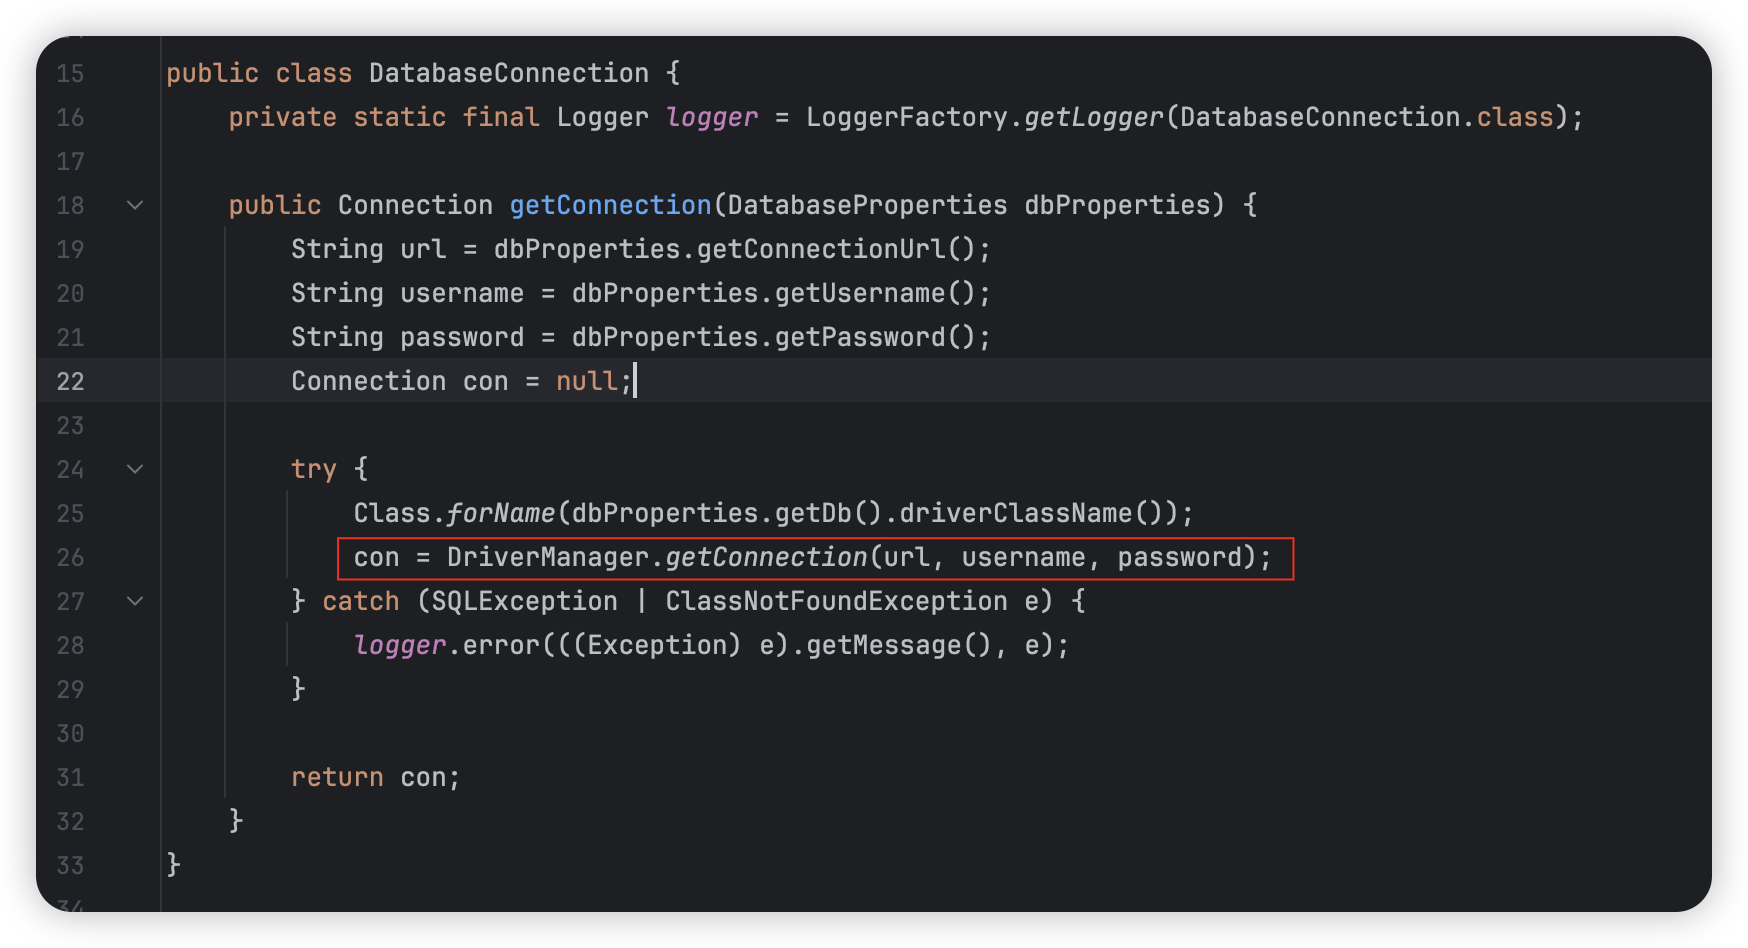 15 public class DatabaseConnection {
16 private static final Logger logger = LoggerFactory.getLogger(DatabaseConnection.class);
17
18 public Connection getConnection(DatabaseProperties dbProperties) {
19 String url = dbProperties.getConnectionUrl();
20 String username = dbProperties.getUsername();
21 String password = dbProperties.getPassword();
22 Connection con = null;
23
24 try {
25 Class.forName(dbProperties.getDb().driverClassName());
26 con = DriverManager.getConnection(url, username, password);
27 } catch (SQLException | ClassNotFoundException e) {
28 logger.error(((Exception) e).getMessage(), e);
29 }
30
31 return con;
32 }
33 }
34